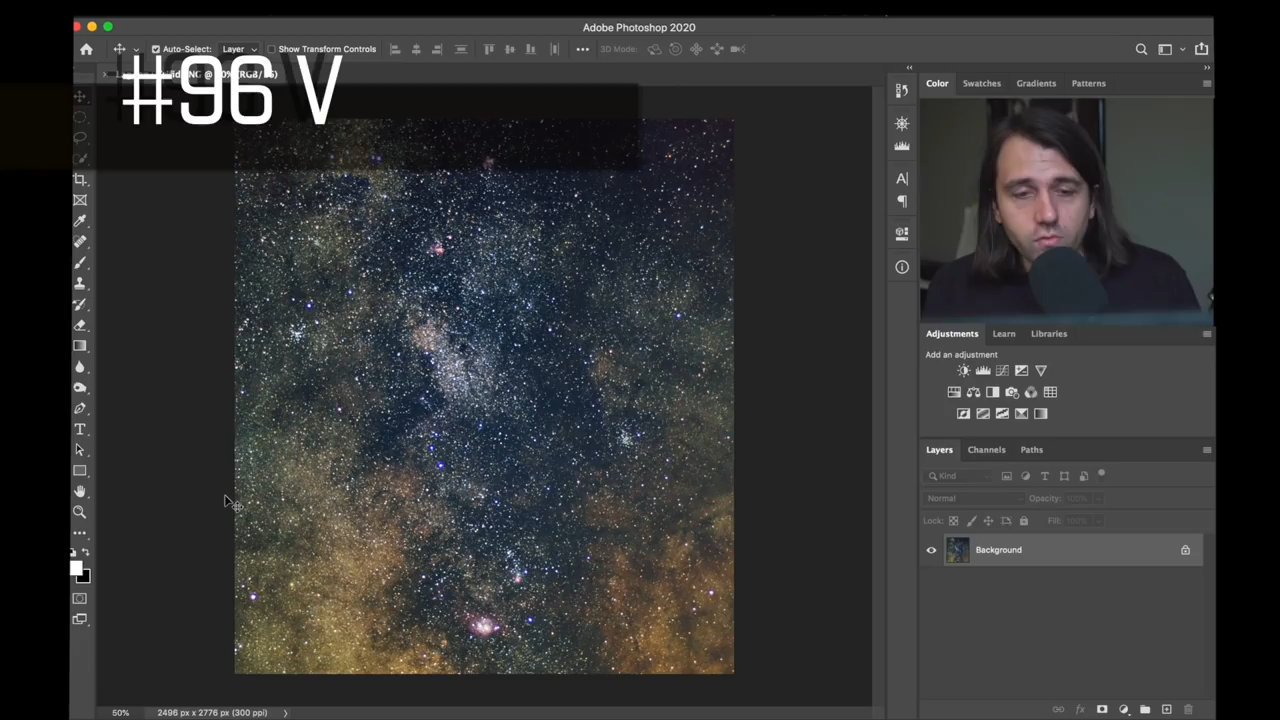 Adobe Photoshop 2020
Auto-Select: Layer Show Transform Controls 3D Mode:
#96 V
Color Swatches Gradients Patterns
A
Adjustments Learn Libraries
Add an adjustment
Layers Channels Paths
Kind
Normal Opacity: 100%
Lock: Fill: 100%
Background
T
50% 2496 px x 2776 px (300 ppi)